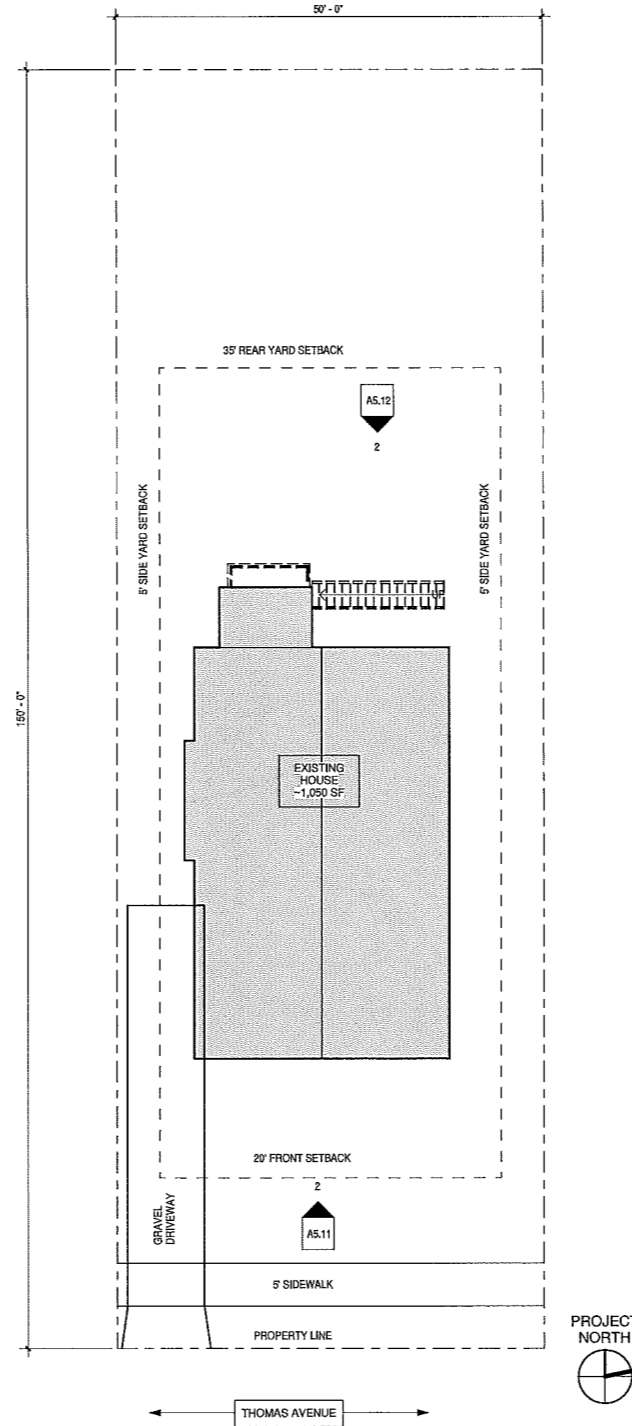 50' - 0"
35' REAR YARD SETBACK
A5.12
2
5' SIDE YARD SETBACK
5' SIDE YARD SETBACK
UP
150' - 0"
EXISTING
HOUSE
~1,050 SF
20' FRONT SETBACK
2
A5.11
GRAVEL
DRIVEWAY
5' SIDEWALK
PROPERTY LINE
PROJECT
NORTH
THOMAS AVENUE